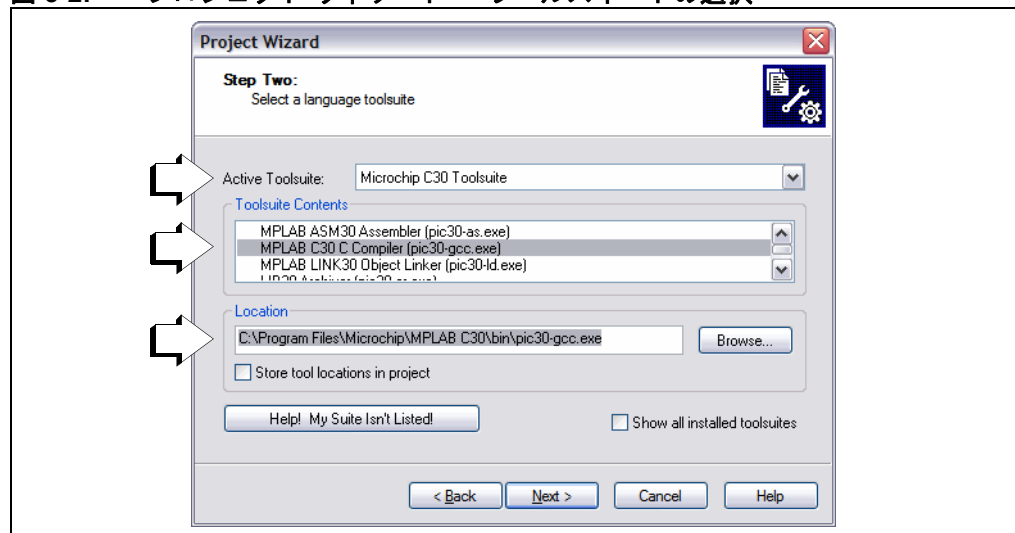 Project Wizard
Step Two:
Select a language toolsuite
Active Toolsuite: Microchip C30 Toolsuite
Toolsuite Contents
MPLAB ASM30 Assembler (pic30-as.exe)
MPLAB C30 C Compiler (pic30-gcc.exe)
MPLAB LINK30 Object Linker (pic30-ld.exe)
Location
C:\Program Files\Microchip\MPLAB C30\bin\pic30-gcc.exe
Browse...
Store tool locations in project
Help! My Suite Isn't Listed!
Show all installed toolsuites
< Back
Next >
Cancel
Help